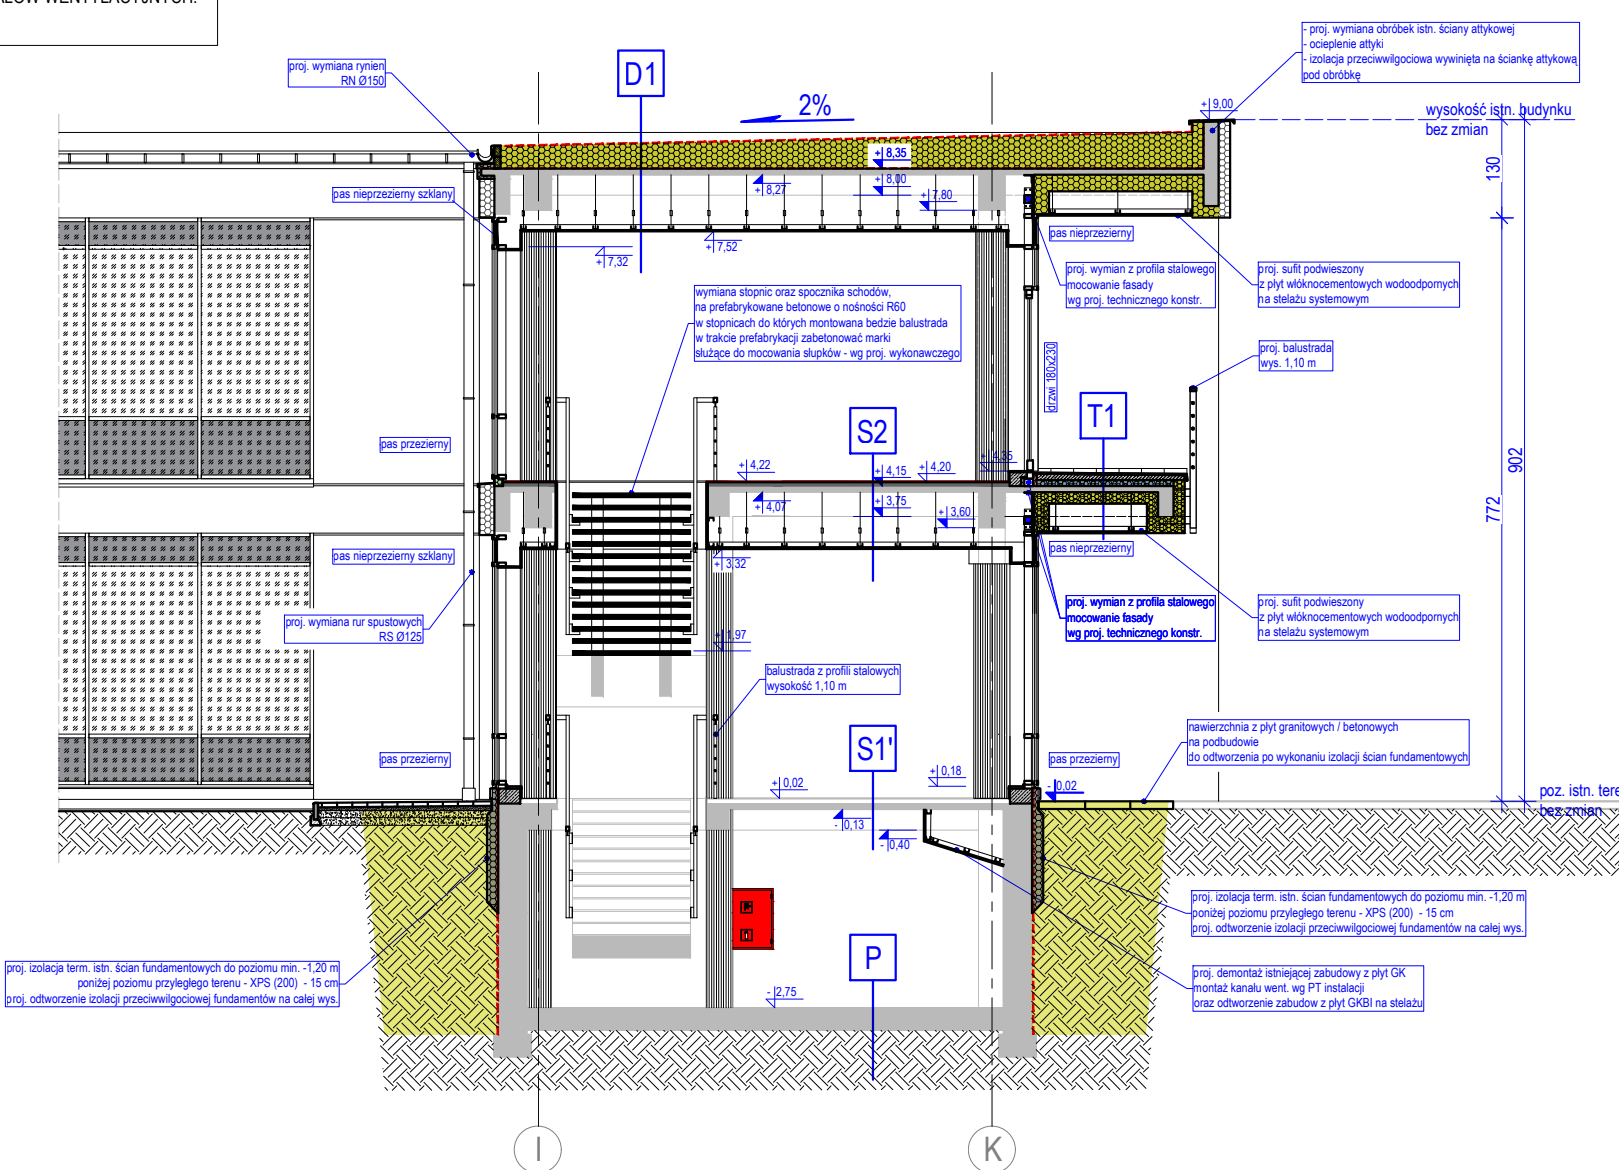 proj. wymiana rynien
RN Ø150
D1
2%
- proj. wymiana obróbek istn. ściany attykowej
- ocieplenie attyki
- izolacja przeciwwilgociowa wywinięta na ściankę attykową
pod obróbkę
+ 9,00
wysokość istn. budynku
bez zmian
130
+ 8,35
+ 8,00
+ 8,27
+ 7,80
pas nieprzezierny szklany
pas nieprzezierny
+ 7,52
+ 7,32
proj. wymian z profila stalowego
mocowanie fasady
wg proj. technicznego konstr.
proj. sufit podwieszony
z płyt włóknocementowych wodoodpornych
na stelażu systemowym
wymiana stopnic oraz spocznika schodów,
na prefabrykowane betonowe o nośności R60
w stopnicach do których montowana bedzie balustrada
w trakcie prefabrykacji zabetonować marki
służące do mocowania słupków - wg proj. wykonawczego
drzwi 180x230
proj. balustrada
wys. 1,10 m
S2
T1
pas przezierny
+ 4,22
+ 4,15
+ 4,20
+ 4,35
902
772
+ 4,07
+ 3,75
+ 3,60
pas nieprzezierny szklany
pas nieprzezierny
+ 3,32
proj. wymian z profila stalowego
mocowanie fasady
wg proj. technicznego konstr.
proj. sufit podwieszony
z płyt włóknocementowych wodoodpornych
na stelażu systemowym
proj. wymiana rur spustowych
RS Ø125
+ 1,97
balustrada z profili stalowych
wysokość 1,10 m
S1'
nawierzchnia z płyt granitowych / betonowych
na podbudowie
do odtworzenia po wykonaniu izolacji ścian fundamentowych
pas przezierny
pas przezierny
+ 0,02
+ 0,18
- 0,02
poz. istn. tere
bez zmian
- 0,13
- 0,40
proj. izolacja term. istn. ścian fundamentowych do poziomu min. -1,20 m
poniżej poziomu przyległego terenu - XPS (200) - 15 cm
proj. odtworzenie izolacji przeciwwilgociowej fundamentów na całej wys.
P
proj. izolacja term. istn. ścian fundamentowych do poziomu min. -1,20 m
poniżej poziomu przyległego terenu - XPS (200) - 15 cm
proj. odtworzenie izolacji przeciwwilgociowej fundamentów na całej wys.
proj. demontaż istniejącej zabudowy z płyt GK
montaż kanału went. wg PT instalacji
oraz odtworzenie zabudow z płyt GKBI na stelażu
- 2,75
I
K